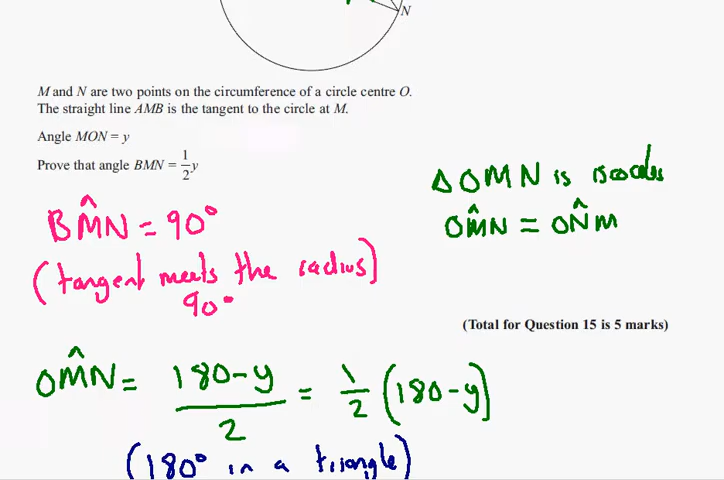 N
M and N are two points on the circumference of a circle centre O.
The straight line AMB is the tangent to the circle at M.
Angle MON = y
Prove that angle BMN = 1/2 y
Δ OMN is isosceles
OM̂N = ON̂M
BM̂N = 90°
(tangent meets the radius)
90°
(Total for Question 15 is 5 marks)
OM̂N = 180-y/2 = 1/2 (180-y)
(180° in a triangle)